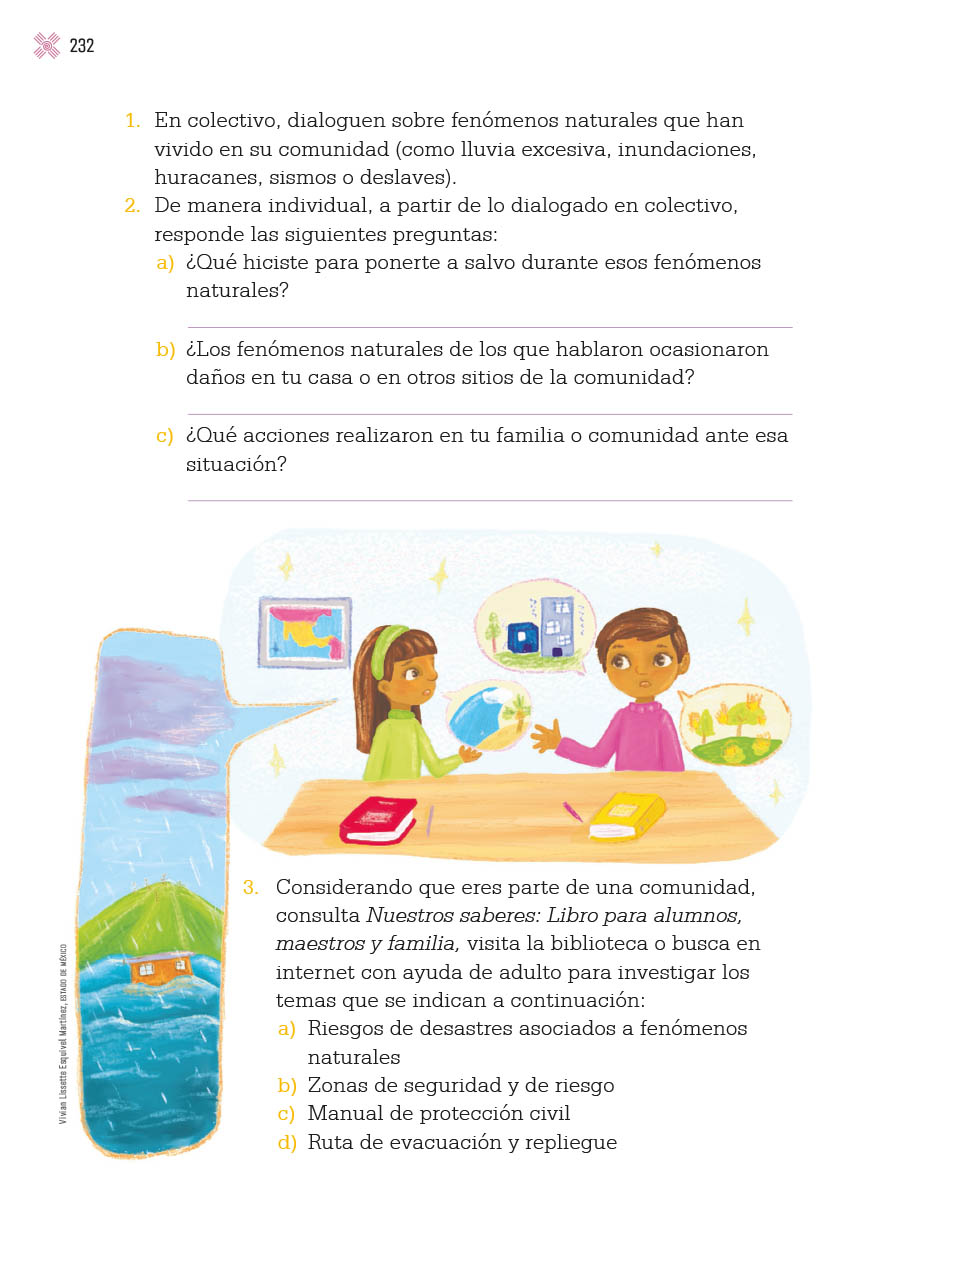 232
1. En colectivo, dialoguen sobre fenómenos naturales que han
vivido en su comunidad (como lluvia excesiva, inundaciones,
huracanes, sismos o deslaves).
2. De manera individual, a partir de lo dialogado en colectivo,
responde las siguientes preguntas:
a) ¿Qué hiciste para ponerte a salvo durante esos fenómenos
naturales?
b) ¿Los fenómenos naturales de los que hablaron ocasionaron
daños en tu casa o en otros sitios de la comunidad?
c) ¿Qué acciones realizaron en tu familia o comunidad ante esa
situación?
3. Considerando que eres parte de una comunidad,
consulta Nuestros saberes: Libro para alumnos,
maestros y familia, visita la biblioteca o busca en
internet con ayuda de adulto para investigar los
temas que se indican a continuación:
a) Riesgos de desastres asociados a fenómenos
naturales
b) Zonas de seguridad y de riesgo
c) Manual de protección civil
d) Ruta de evacuación y repliegue
Vivian Lissette Esquivel Martínez, ESTADO DE MÉXICO